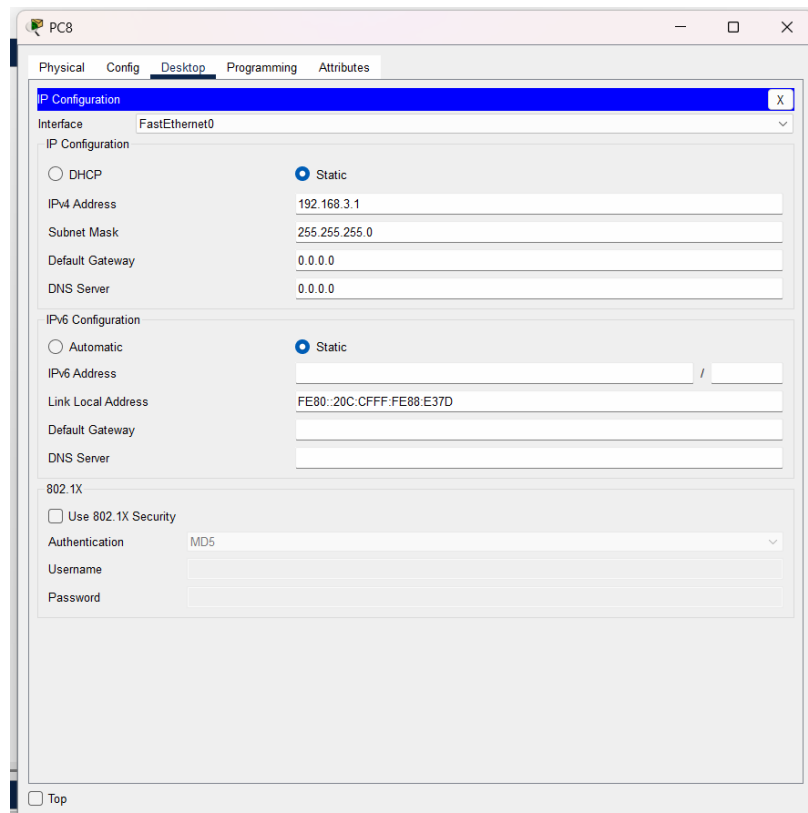 PC8
Physical Config Desktop Programming Attributes
IP Configuration X
Interface FastEthernet0
IP Configuration
DHCP Static
IPv4 Address 192.168.3.1
Subnet Mask 255.255.255.0
Default Gateway 0.0.0.0
DNS Server 0.0.0.0
IPv6 Configuration
Automatic Static
IPv6 Address /
Link Local Address FE80::20C:CFFF:FE88:E37D
Default Gateway
DNS Server
802.1X
Use 802.1X Security
Authentication MD5
Username
Password
Top